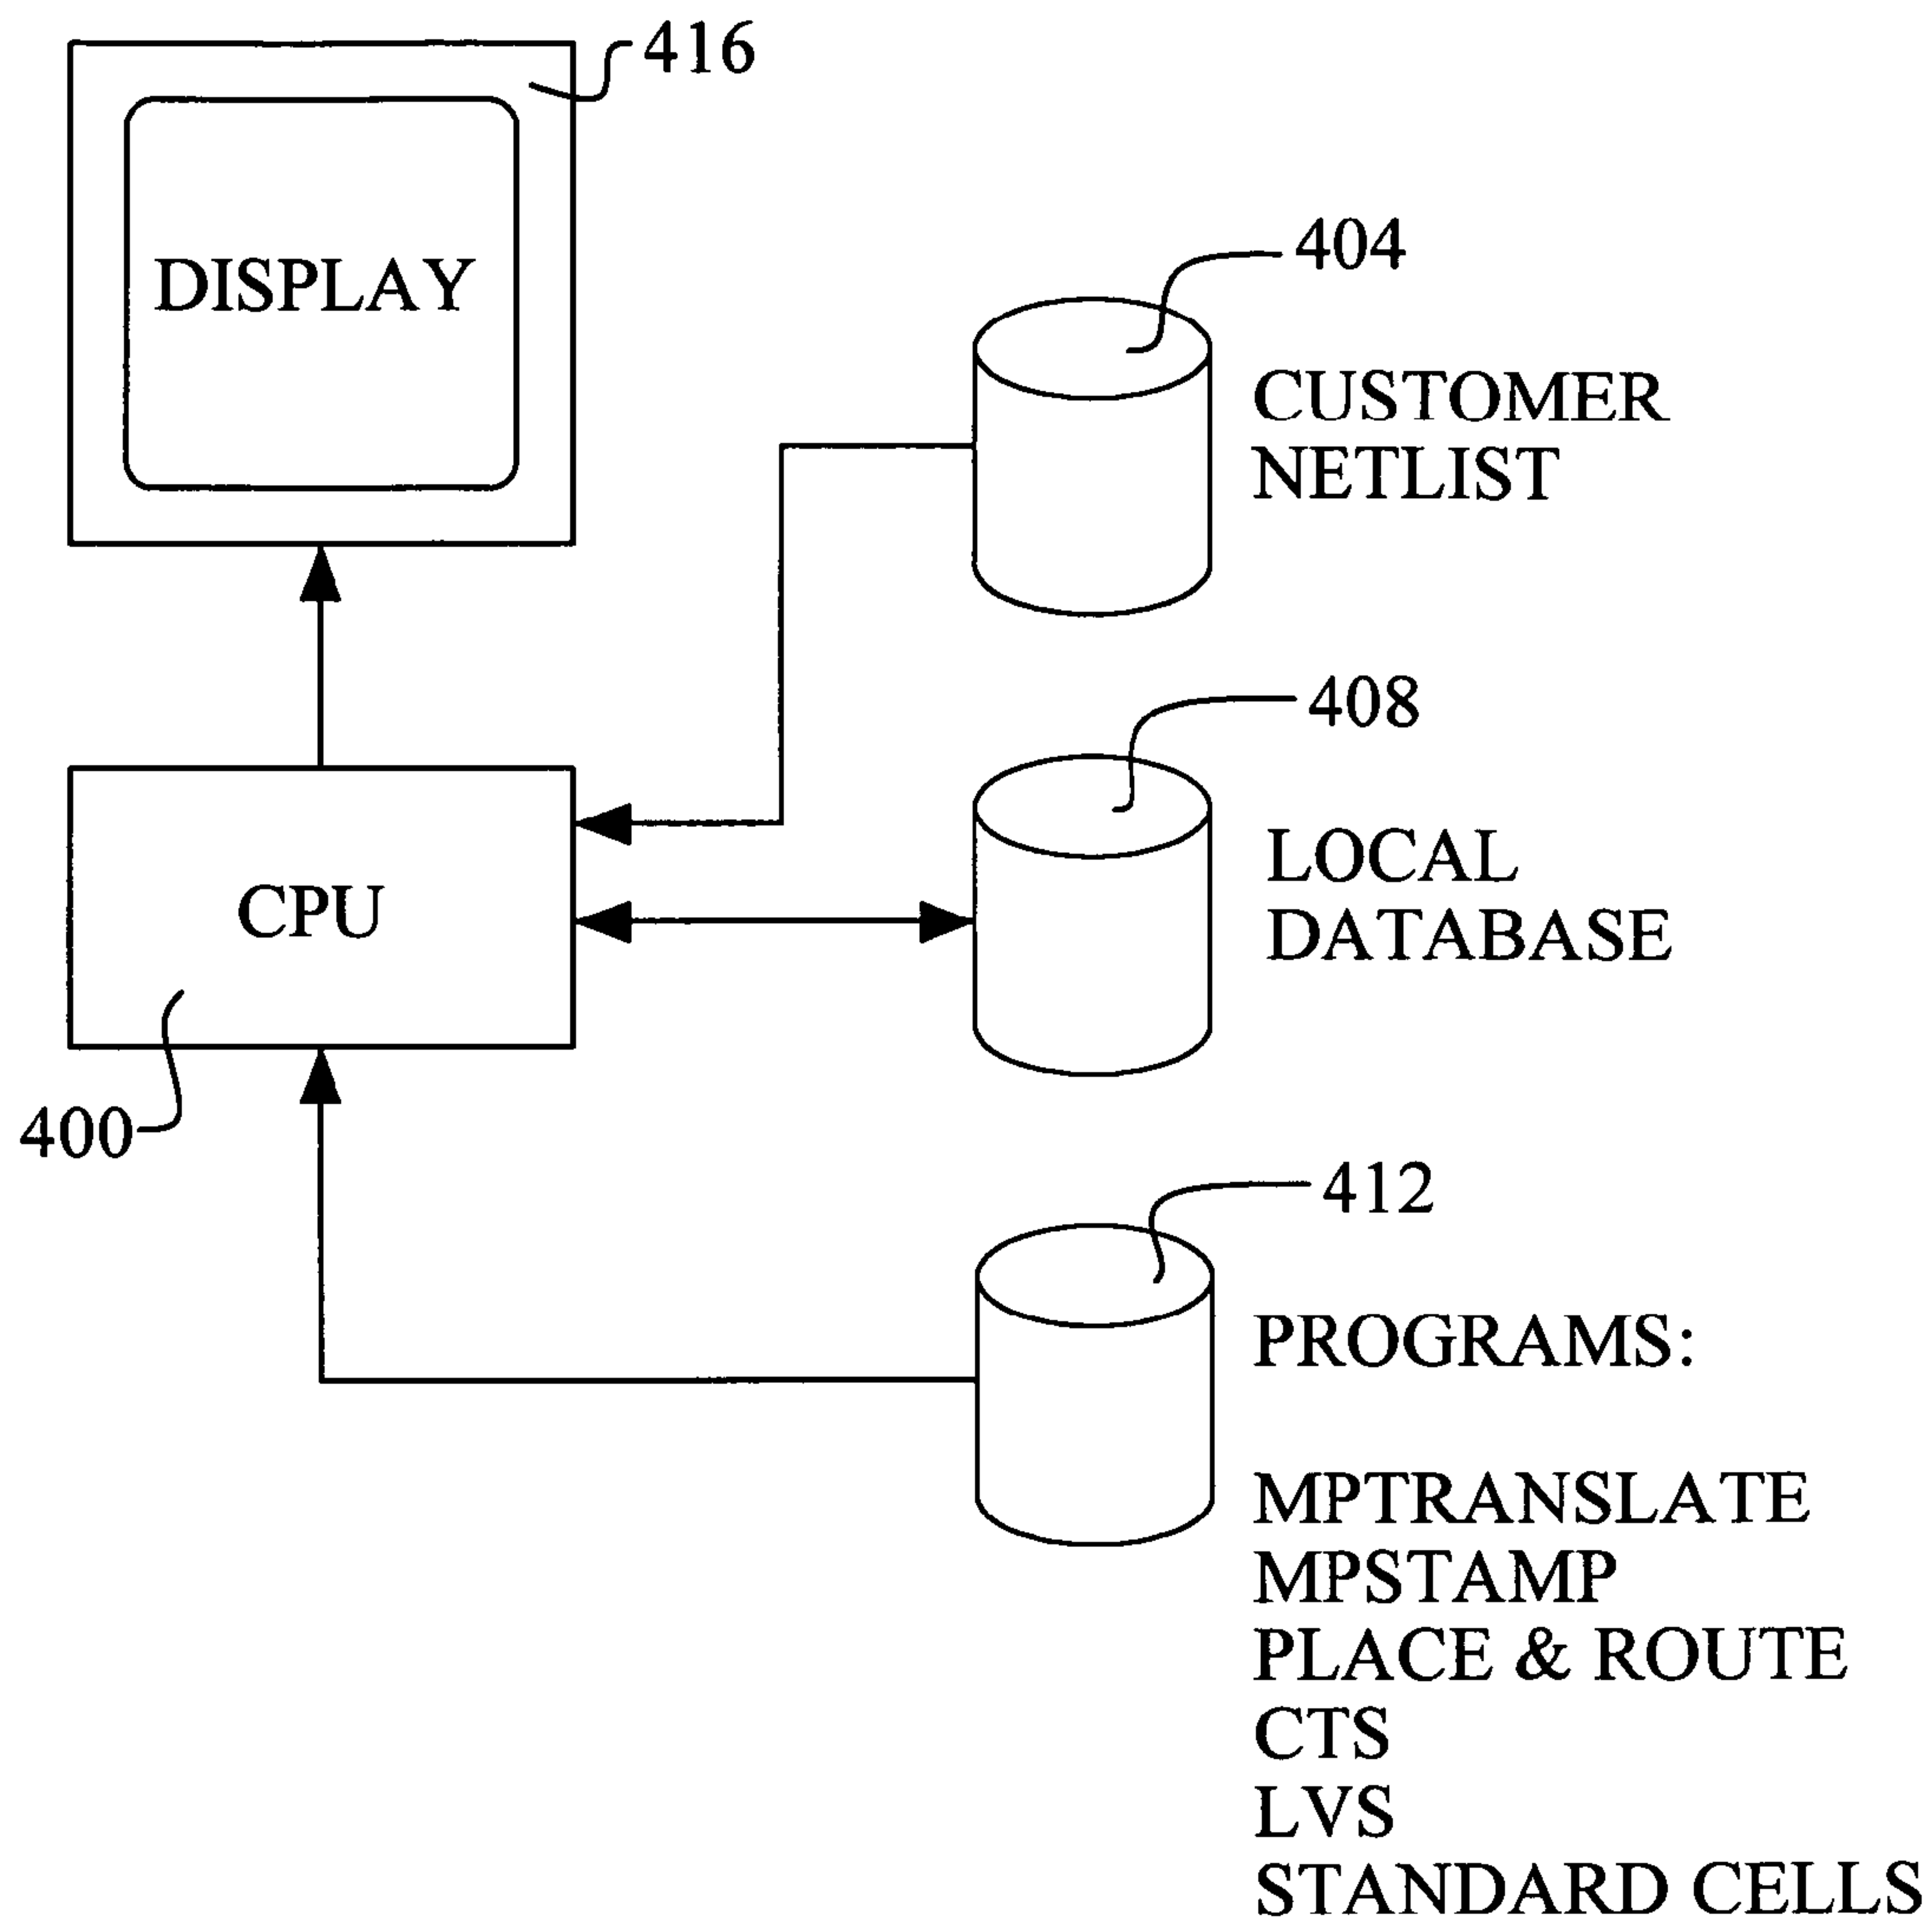 416
DISPLAY
404
CUSTOMER
NETLIST
408
LOCAL
DATABASE
CPU
400
412
PROGRAMS:
MPTRANSLATE
MPSTAMP
PLACE & ROUTE
CTS
LVS
STANDARD CELLS